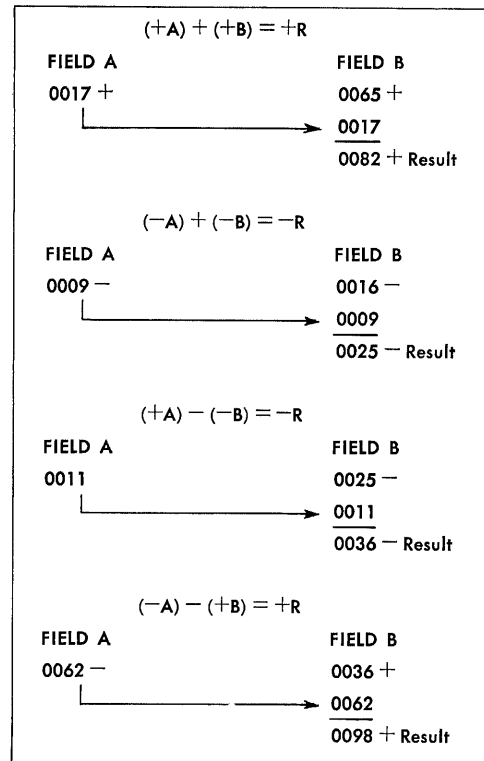 (+A) + (+B) = +R
FIELD A FIELD B
0017 + 0065 +
0017
0082 + Result
(−A) + (−B) = −R
FIELD A FIELD B
0009 − 0016 −
0009
0025 − Result
(+A) − (−B) = −R
FIELD A FIELD B
0011 0025 −
0011
0036 − Result
(−A) − (+B) = +R
FIELD A FIELD B
0062 − 0036 +
0062
0098 + Result